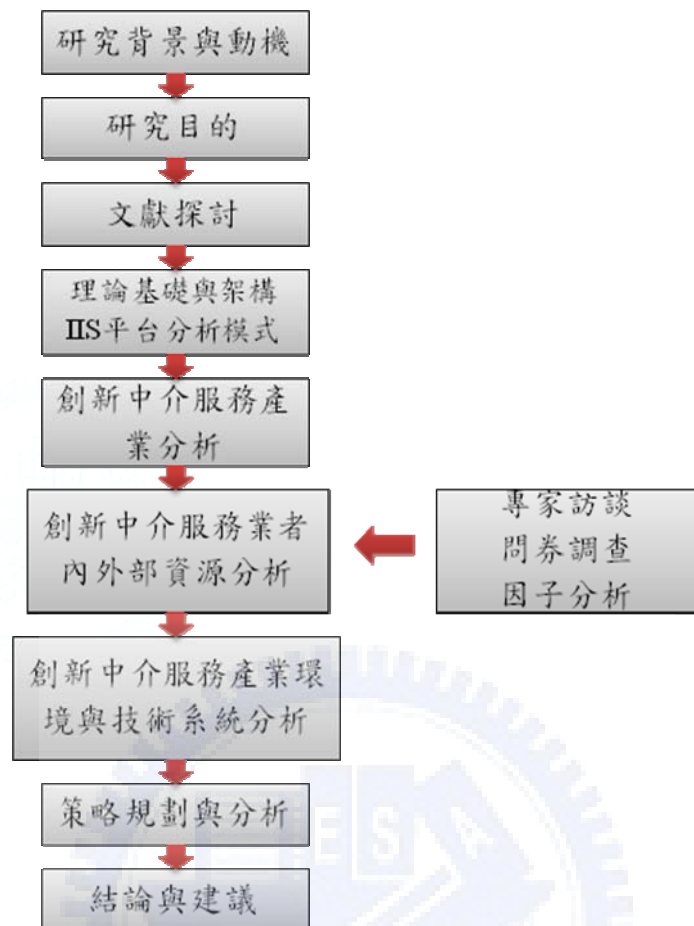 研究背景與動機
研究目的
文獻探討
理論基礎與架構
IIS平台分析模式
創新中介服務產
業分析
創新中介服務業者
內外部資源分析
專家訪談
問券調查
因子分析
創新中介服務產業環
境與技術系統分析
策略規劃與分析
結論與建議
ESA